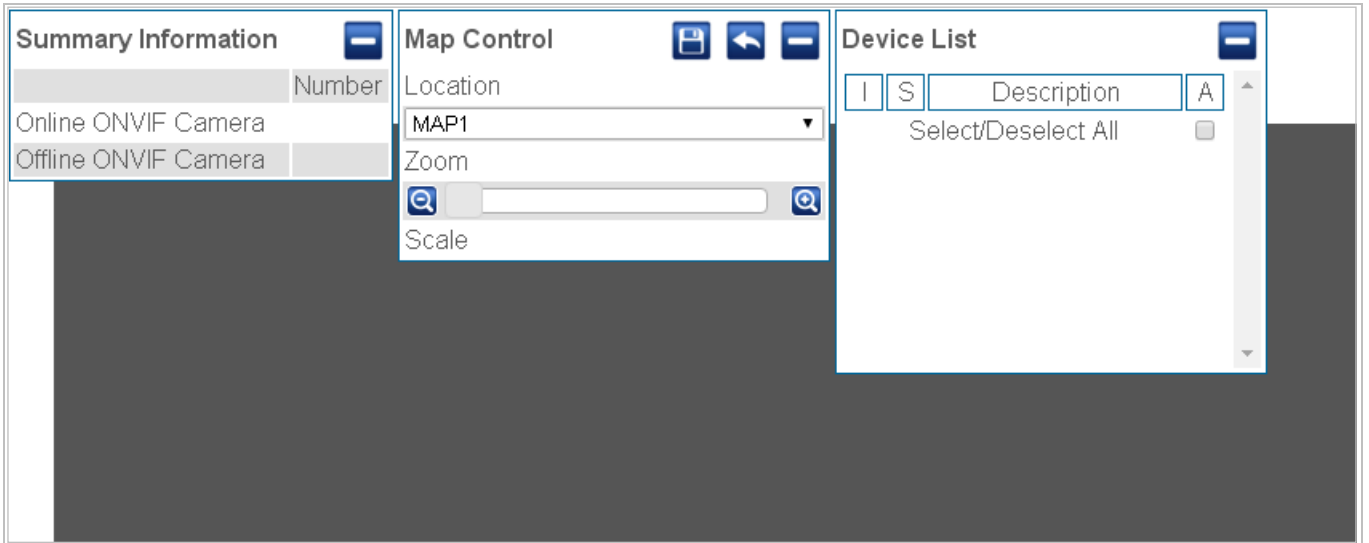 Summary Information
Number
Online ONVIF Camera
Offline ONVIF Camera
Map Control
Location
MAP1
Zoom
Scale
Device List
I S Description A
Select/Deselect All